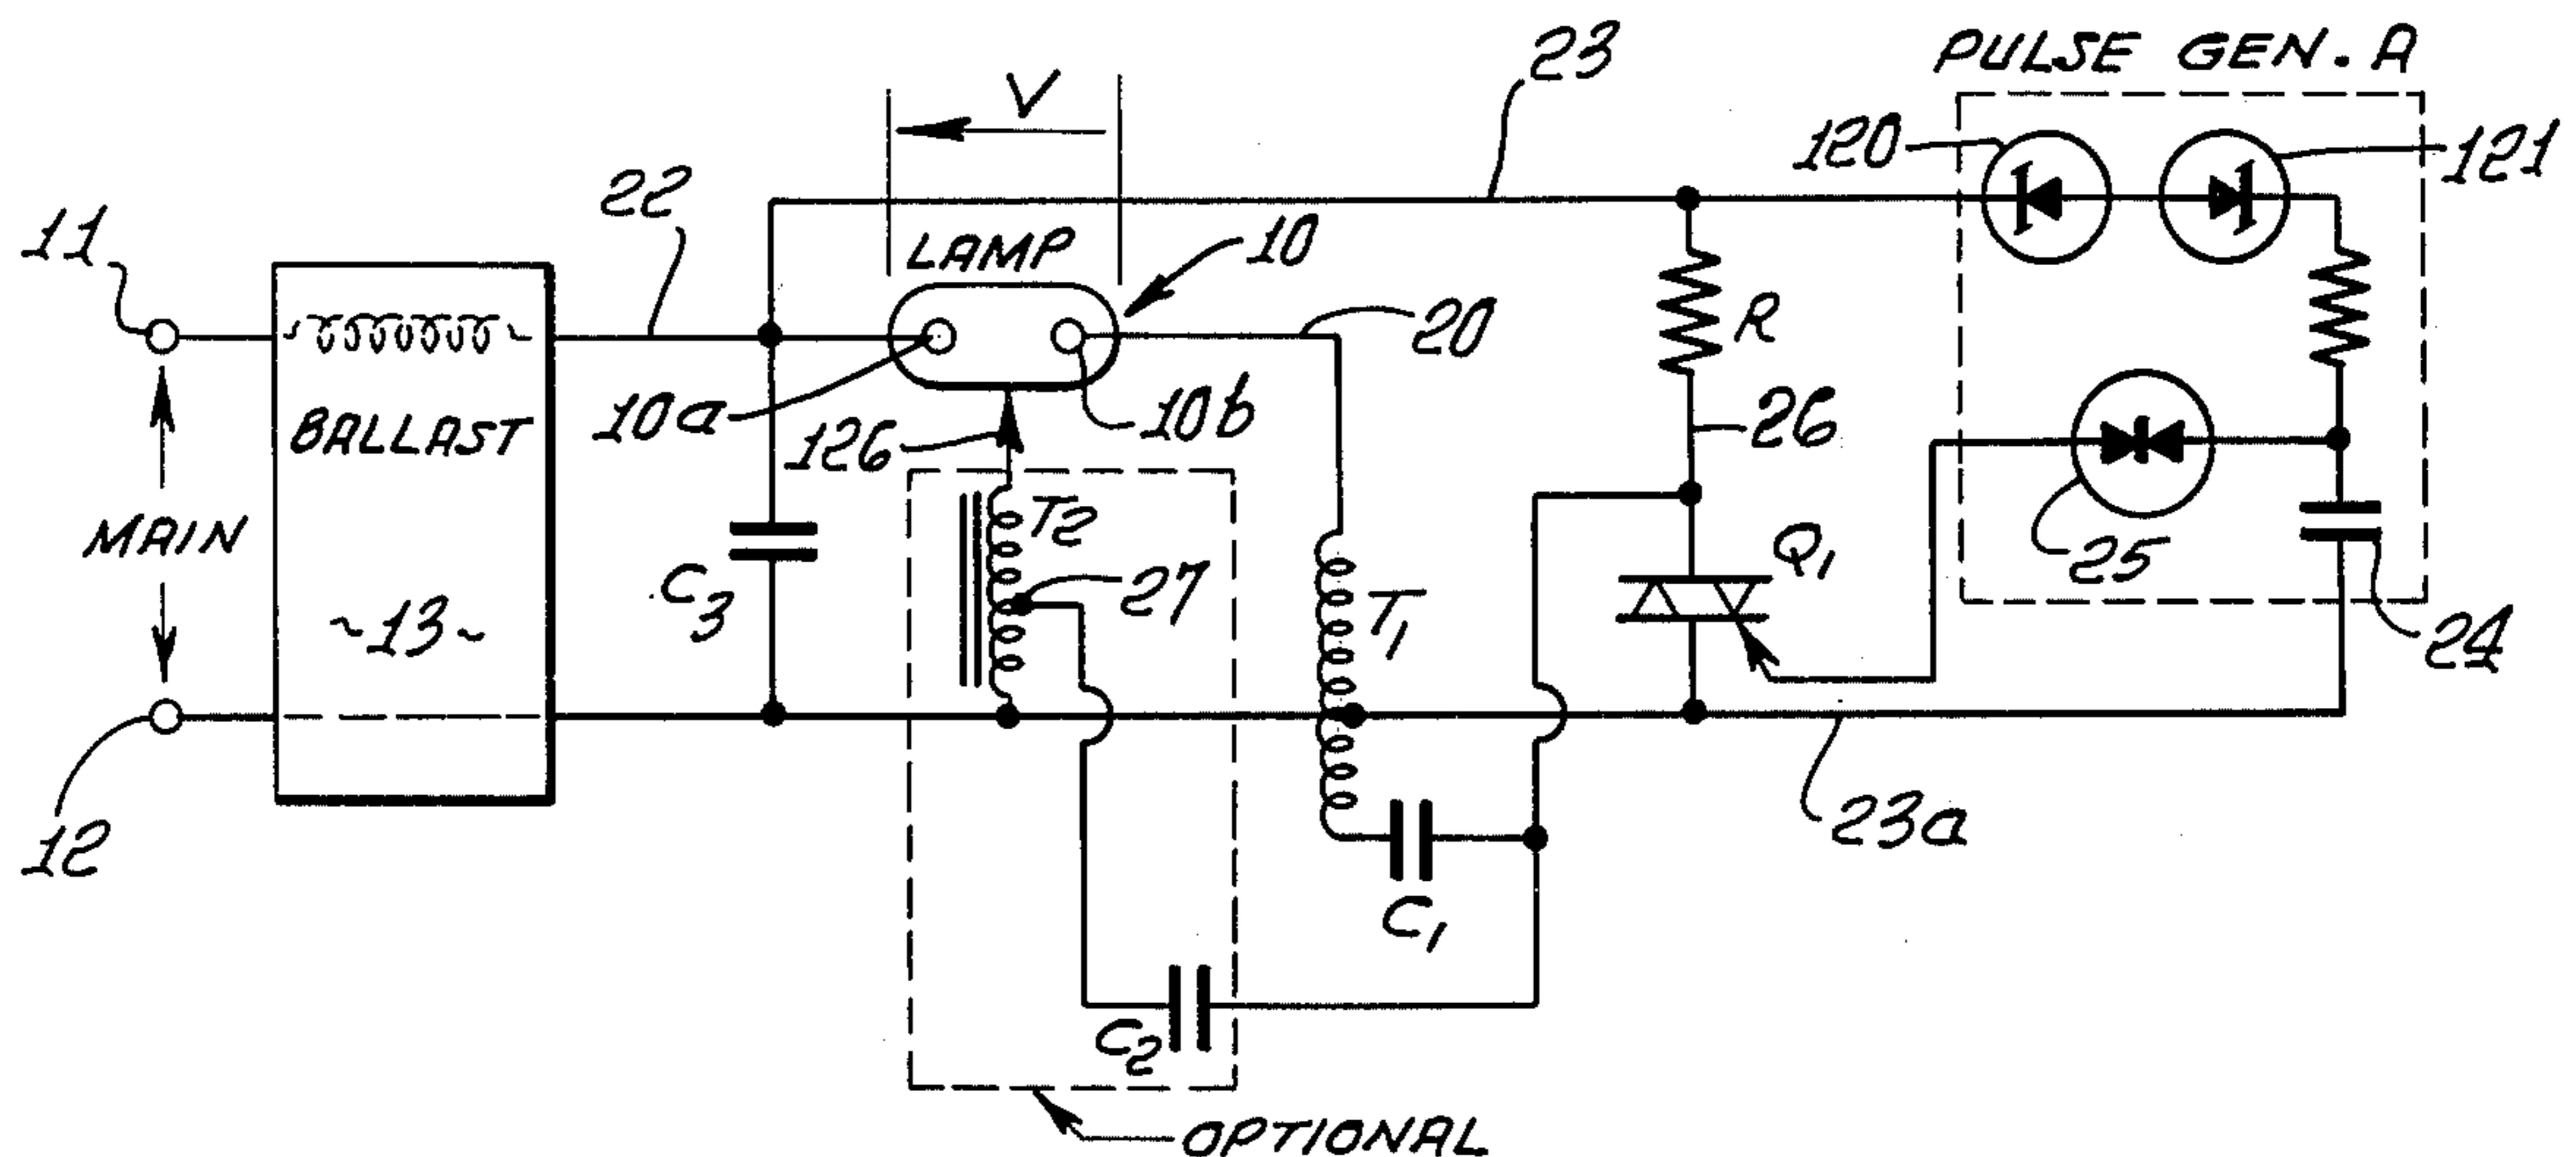 PULSE GEN. A
23
V
120
121
22
11
LAMP
10
20
R
BALLAST
10a
10b
26
126
MAIN
T2
Q1
25
C3
27
T1
~13~
24
12
23a
C1
C2
OPTIONAL